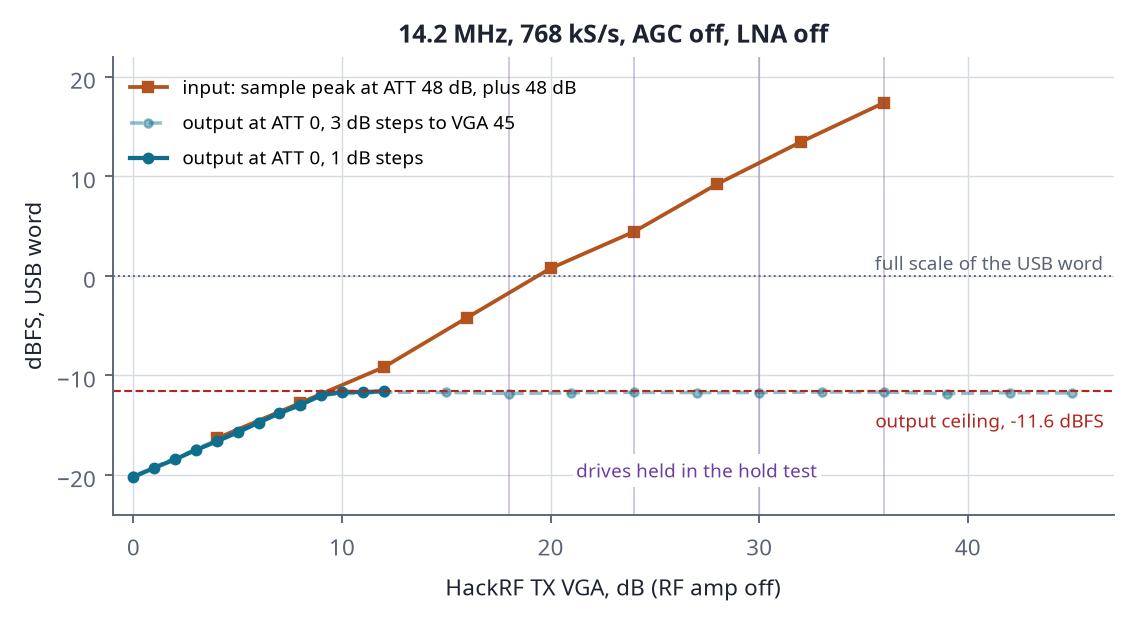 14.2 MHz, 768 kS/s, AGC off, LNA off
20
10
0
−10
−20
dBFS, USB word
input: sample peak at ATT 48 dB, plus 48 dB
output at ATT 0, 3 dB steps to VGA 45
output at ATT 0, 1 dB steps
full scale of the USB word
output ceiling, -11.6 dBFS
drives held in the hold test
0
10
20
30
40
HackRF TX VGA, dB (RF amp off)